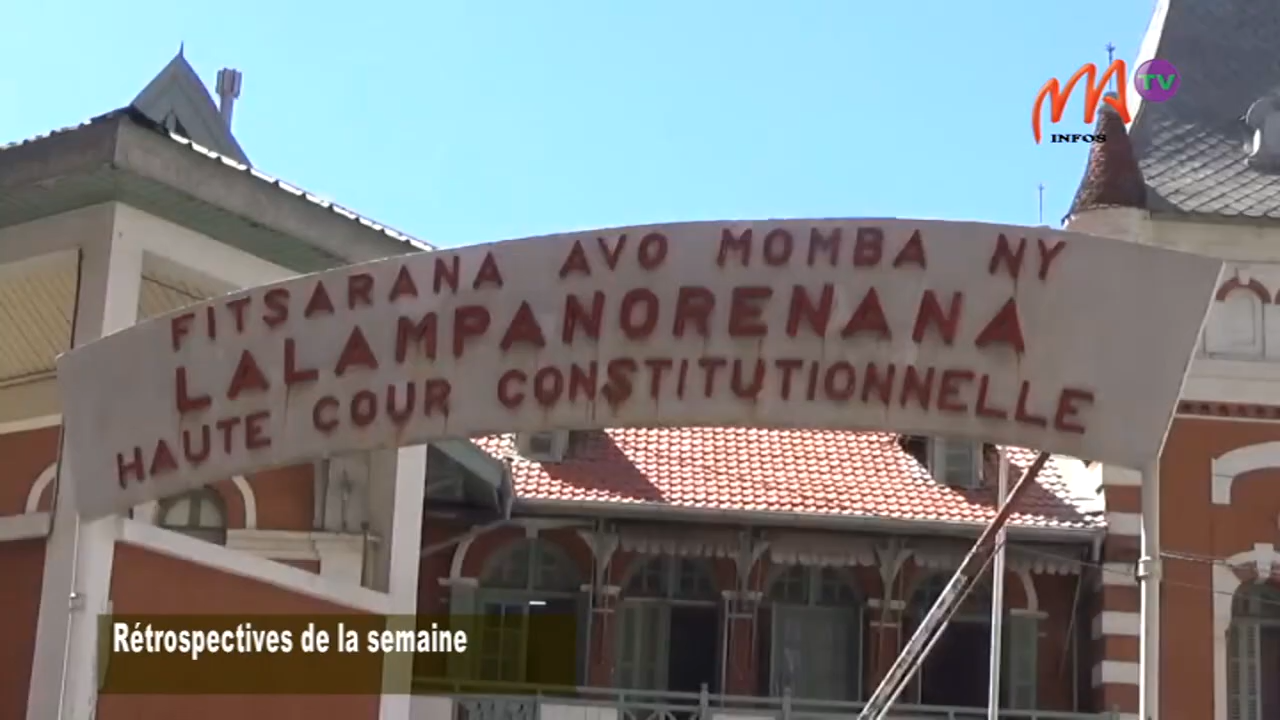 MA TV
INFOS
FITSARANA AVO MOMBA NY
LALAMPANORENANA
HAUTE COUR CONSTITUTIONNELLE
Rétrospectives de la semaine